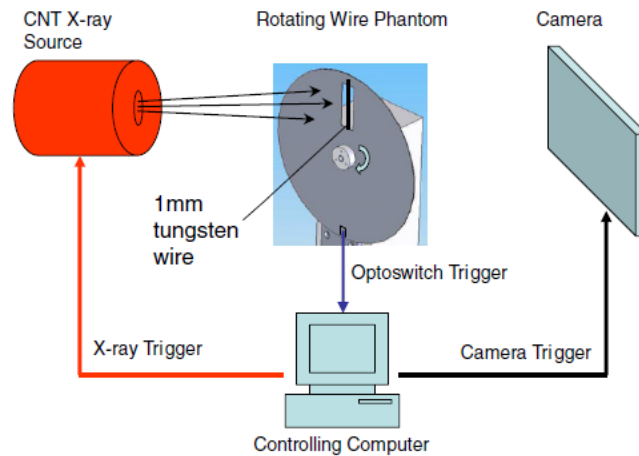 CNT X-ray
Source
Rotating Wire Phantom
Camera
1mm
tungsten
wire
Optoswitch Trigger
X-ray Trigger
Camera Trigger
Controlling Computer